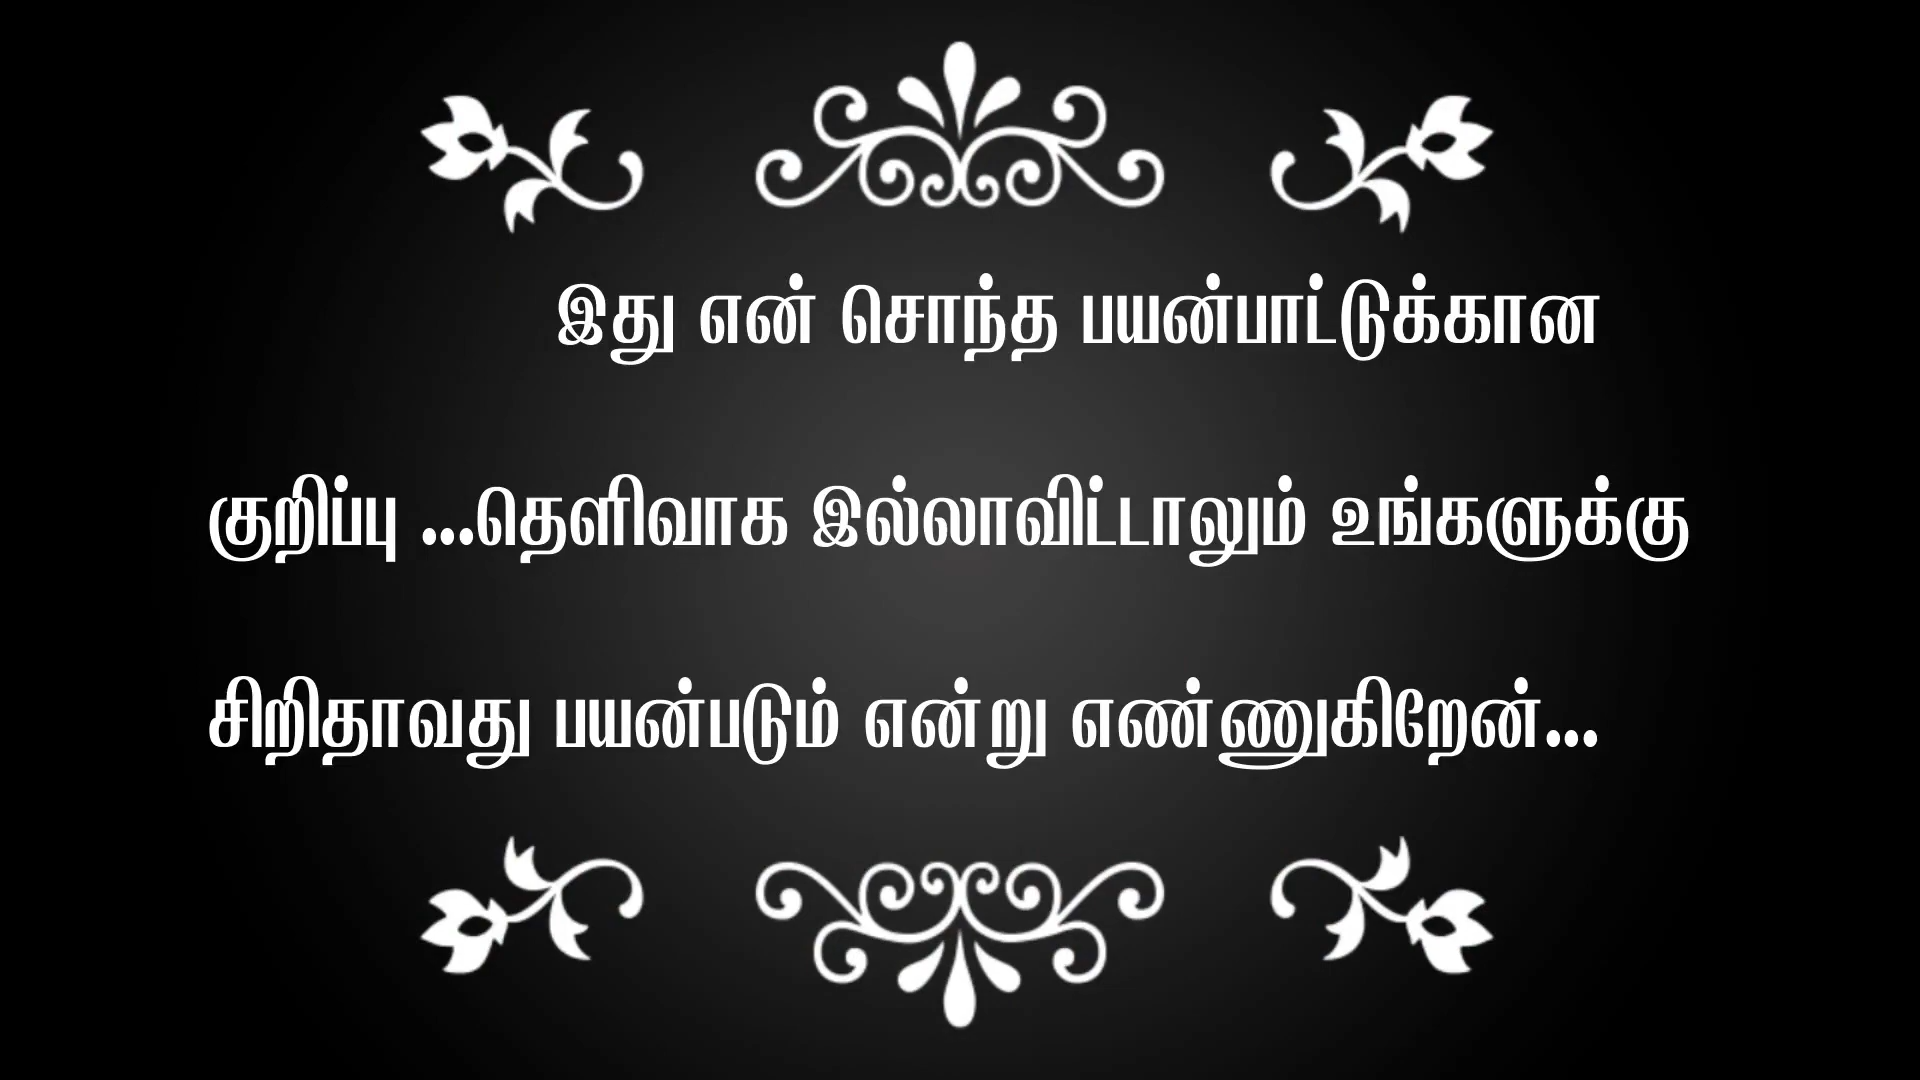 இது என் சொந்த பயன்பாட்டுக்கான
குறிப்பு ...தெளிவாக இல்லாவிட்டாலும் உங்களுக்கு
சிறிதாவது பயன்படும் என்று எண்ணுகிறேன்...